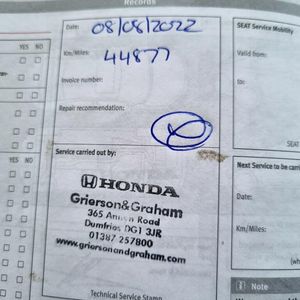 Records
Date: 08/08/2022
Km/Miles: 44877
Invoice number:
Repair recommendation:
Service carried out by:
HONDA
Grierson&Graham
365 Annan Road
Dumfries DG1 3JR
01387 257800
www.griersonandgraham.com
Technical Service Stamp
YES NO
YES NO
SEAT Service Mobility
Valid from:
to:
SEAT
Next Service to be carri
Date:
Km/Miles:
(wh
Note